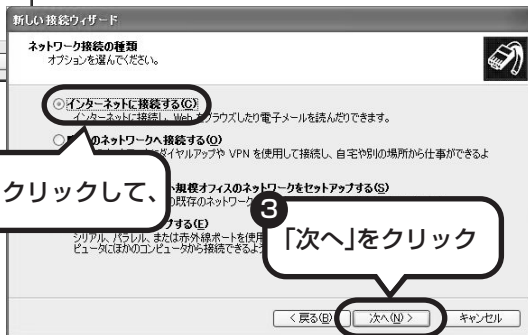 新しい接続ウィザード
ネットワーク接続の種類
オプションを選んでください。
インターネットに接続する(C)
インターネットに接続し、Web をブラウズしたり電子メールを読んだりできます。
のネットワークへ接続する(O)
ダイヤルアップや VPN を使用して接続し、自宅や別の場所から仕事ができるよ
クリックして、
規模オフィスのネットワークをセットアップする(S)
の既存のネットワーク
する(E)
シリアル、パラレル、または赤外線ポートを使用
ピュータにほかのコンピュータから接続できるよ
3
「次へ」をクリック
< 戻る(B)
次へ(N) >
キャンセル